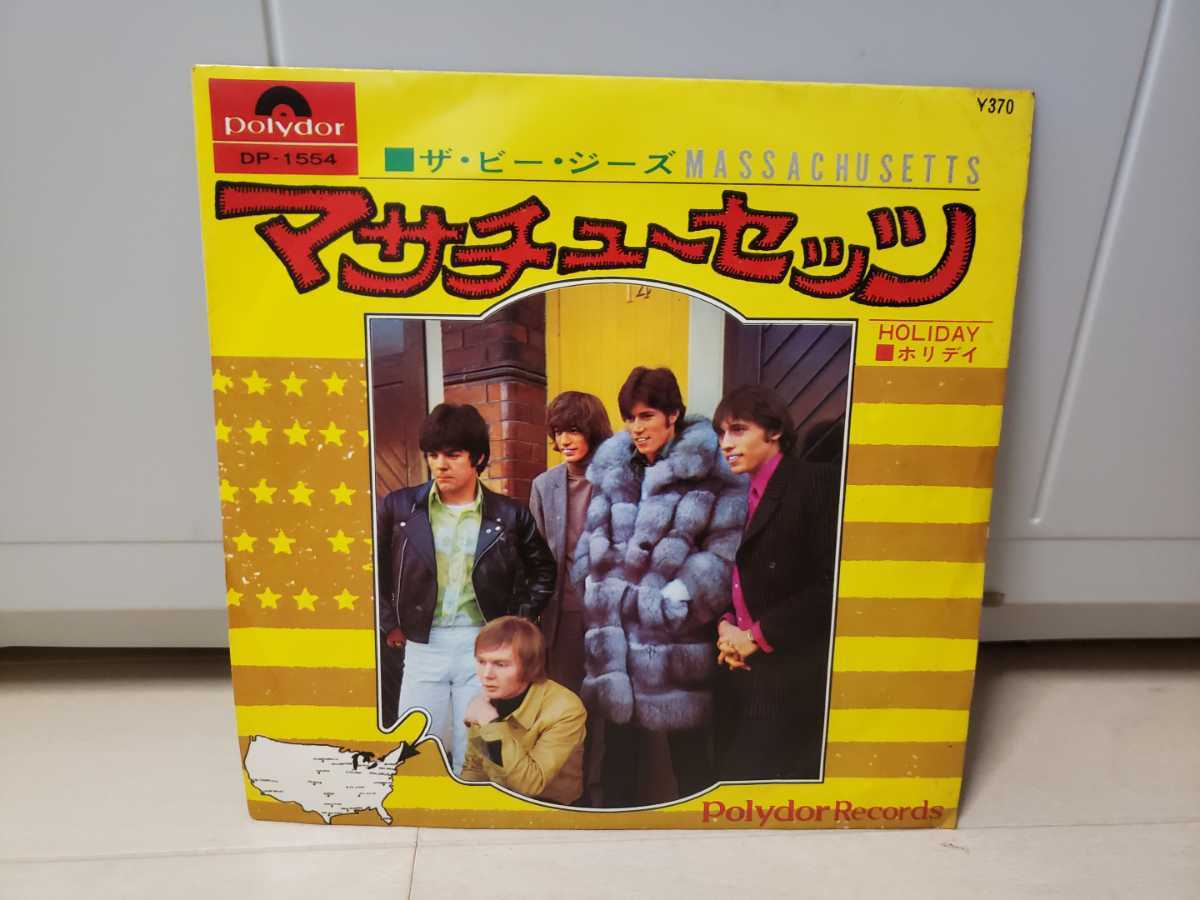 polydor
DP-1554
¥370
■ザ・ビー・ジーズ MASSACHUSETTS
マサチューセッツ
HOLIDAY
■ホリデイ
14
Polydor Records